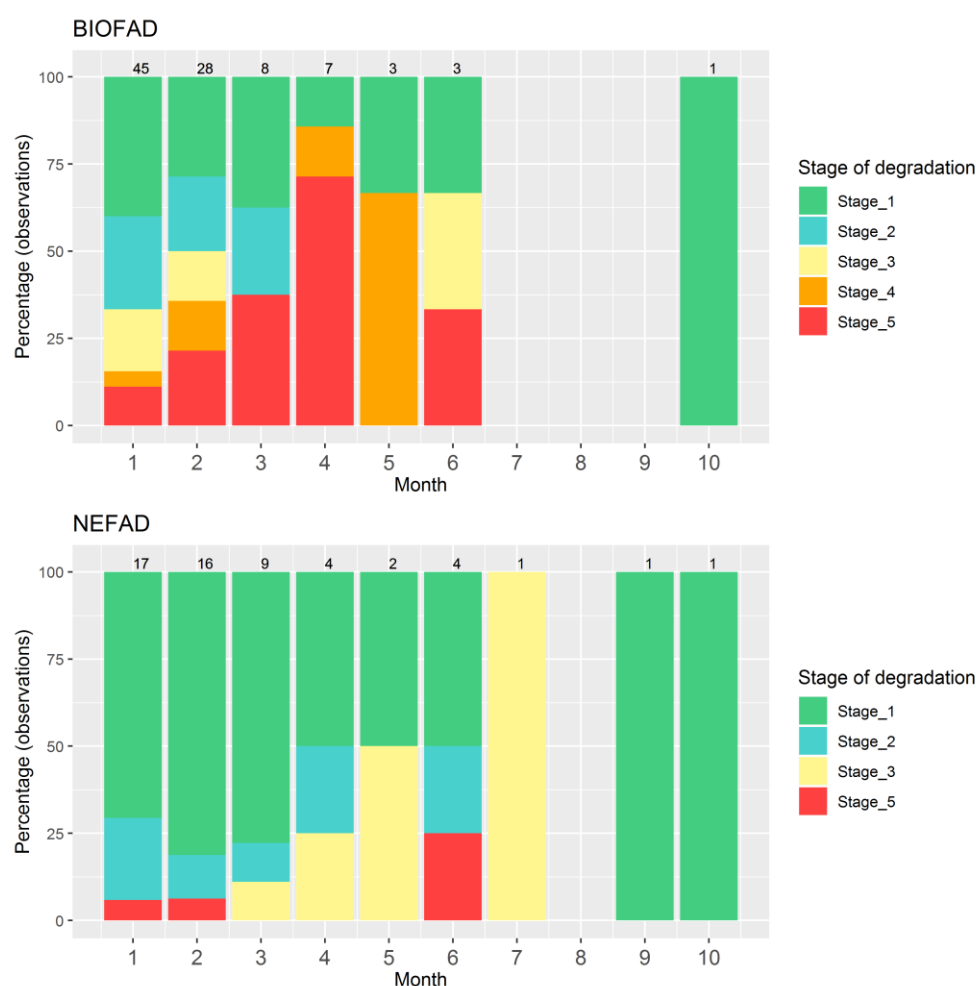 BIOFAD
45 28 8 7 3 3 1
100
75
50
25
0
Percentage (observations)
1 2 3 4 5 6 7 8 9 10
Month
Stage of degradation
Stage_1
Stage_2
Stage_3
Stage_4
Stage_5
NEFAD
17 16 9 4 2 4 1 1 1
100
75
50
25
0
Percentage (observations)
1 2 3 4 5 6 7 8 9 10
Month
Stage of degradation
Stage_1
Stage_2
Stage_3
Stage_5